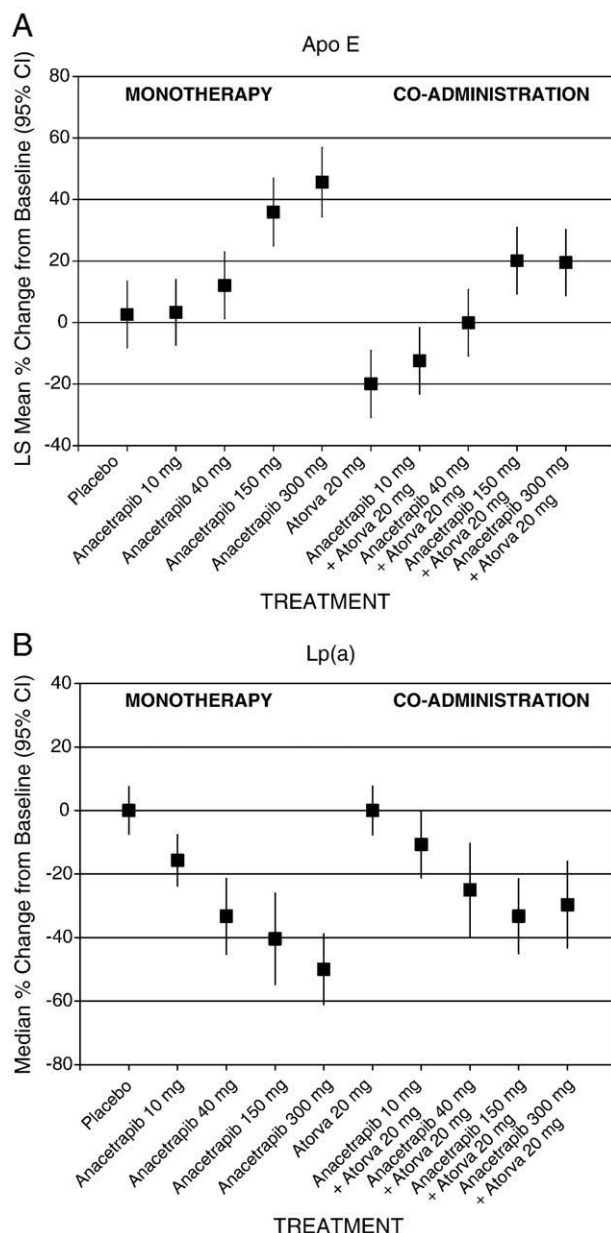 A
Apo E
MONOTHERAPY CO-ADMINISTRATION
LS Mean % Change from Baseline (95% CI)
80
60
40
20
0
-20
-40
Placebo
Anacetrapib 10 mg
Anacetrapib 40 mg
Anacetrapib 150 mg
Anacetrapib 300 mg
Atorva 20 mg
Anacetrapib 10 mg
+ Atorva 20 mg
Anacetrapib 40 mg
+ Atorva 20 mg
Anacetrapib 150 mg
+ Atorva 20 mg
Anacetrapib 300 mg
+ Atorva 20 mg
TREATMENT
B
Lp(a)
MONOTHERAPY CO-ADMINISTRATION
Median % Change from Baseline (95% CI)
40
20
0
-20
-40
-60
-80
Placebo
Anacetrapib 10 mg
Anacetrapib 40 mg
Anacetrapib 150 mg
Anacetrapib 300 mg
Atorva 20 mg
Anacetrapib 10 mg
+ Atorva 20 mg
Anacetrapib 40 mg
+ Atorva 20 mg
Anacetrapib 150 mg
+ Atorva 20 mg
Anacetrapib 300 mg
+ Atorva 20 mg
TREATMENT